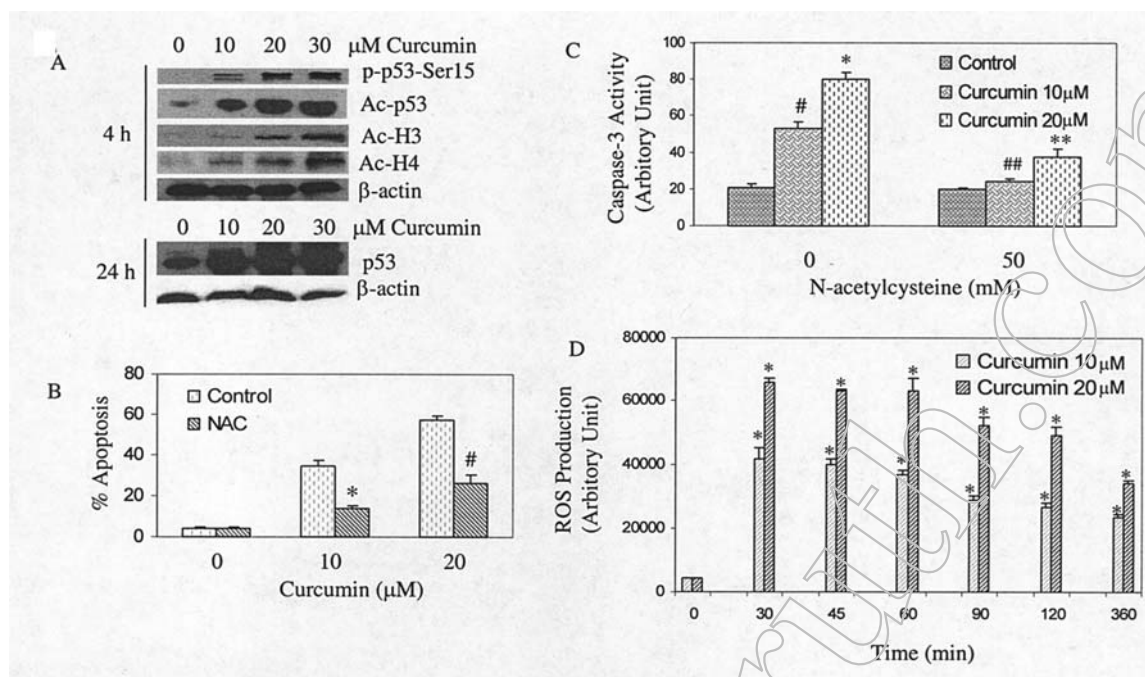 A
0 10 20 30 μM Curcumin
4 h
p-p53-Ser15
Ac-p53
Ac-H3
Ac-H4
β-actin
0 10 20 30 μM Curcumin
24 h
p53
β-actin
B
% Apoptosis
80
60
40
20
0
Control
NAC
*
#
0 10 20
Curcumin (μM)
C
Caspase-3 Activity
(Arbitory Unit)
100
80
60
40
20
0
#
*
Control
Curcumin 10μM
Curcumin 20μM
##
**
0 50
N-acetylcysteine (mM)
D
ROS Production
(Arbitory Unit)
80000
60000
40000
20000
0
Curcumin 10 μM
Curcumin 20 μM
* * * * * *
* * * * * *
0 30 45 60 90 120 360
Time (min)